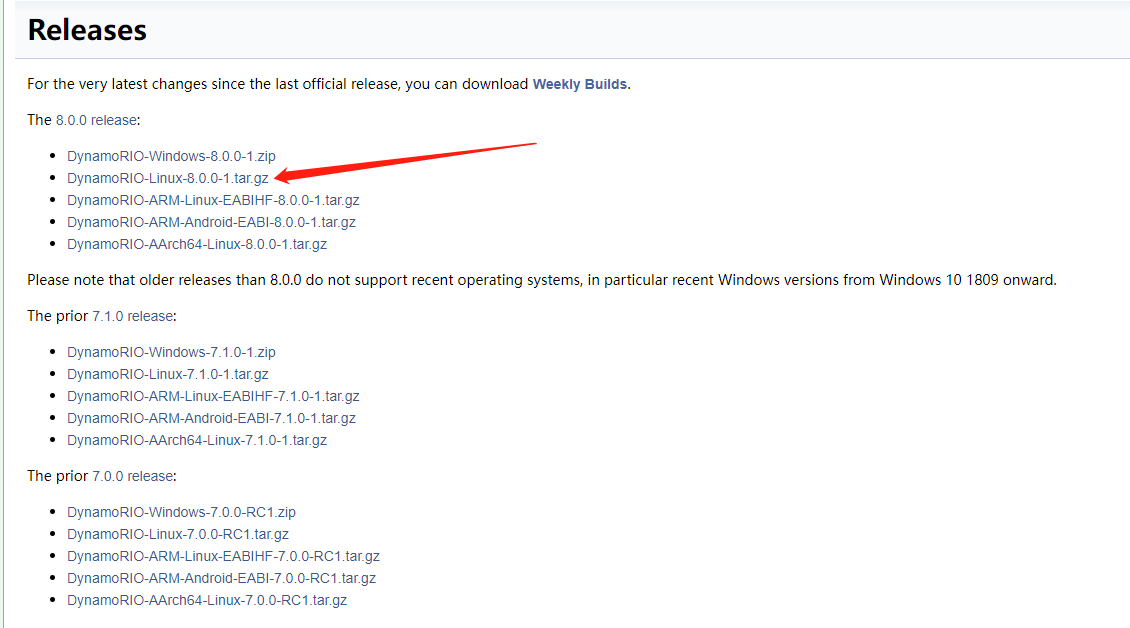 Releases
For the very latest changes since the last official release, you can download Weekly Builds.
The 8.0.0 release:
DynamoRIO-Windows-8.0.0-1.zip
DynamoRIO-Linux-8.0.0-1.tar.gz
DynamoRIO-ARM-Linux-EABIHF-8.0.0-1.tar.gz
DynamoRIO-ARM-Android-EABI-8.0.0-1.tar.gz
DynamoRIO-AArch64-Linux-8.0.0-1.tar.gz
Please note that older releases than 8.0.0 do not support recent operating systems, in particular recent Windows versions from Windows 10 1809 onward.
The prior 7.1.0 release:
DynamoRIO-Windows-7.1.0-1.zip
DynamoRIO-Linux-7.1.0-1.tar.gz
DynamoRIO-ARM-Linux-EABIHF-7.1.0-1.tar.gz
DynamoRIO-ARM-Android-EABI-7.1.0-1.tar.gz
DynamoRIO-AArch64-Linux-7.1.0-1.tar.gz
The prior 7.0.0 release:
DynamoRIO-Windows-7.0.0-RC1.zip
DynamoRIO-Linux-7.0.0-RC1.tar.gz
DynamoRIO-ARM-Linux-EABIHF-7.0.0-RC1.tar.gz
DynamoRIO-ARM-Android-EABI-7.0.0-RC1.tar.gz
DynamoRIO-AArch64-Linux-7.0.0-RC1.tar.gz